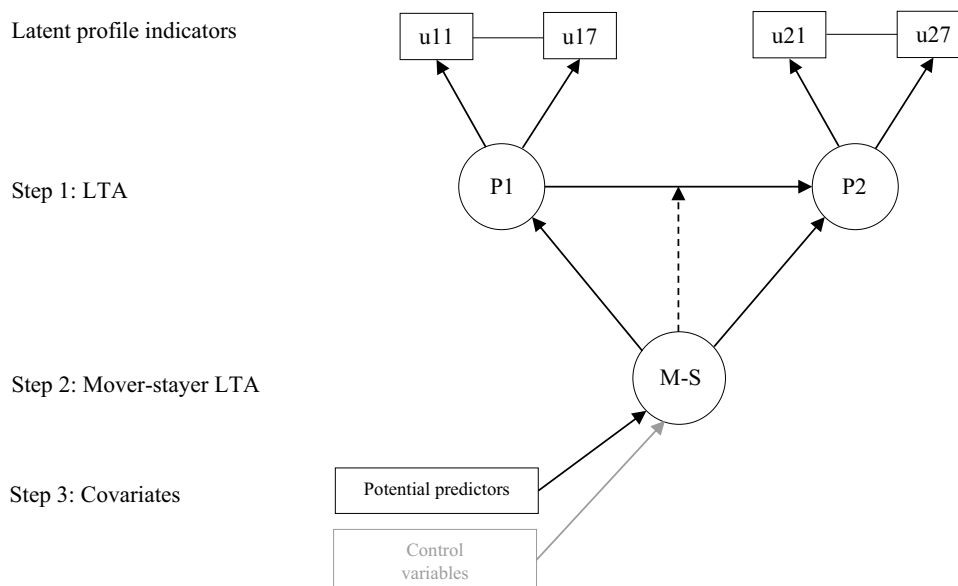 Latent profile indicators
u11
u17
u21
u27
Step 1: LTA
P1
P2
Step 2: Mover-stayer LTA
M-S
Step 3: Covariates
Potential predictors
Control
variables